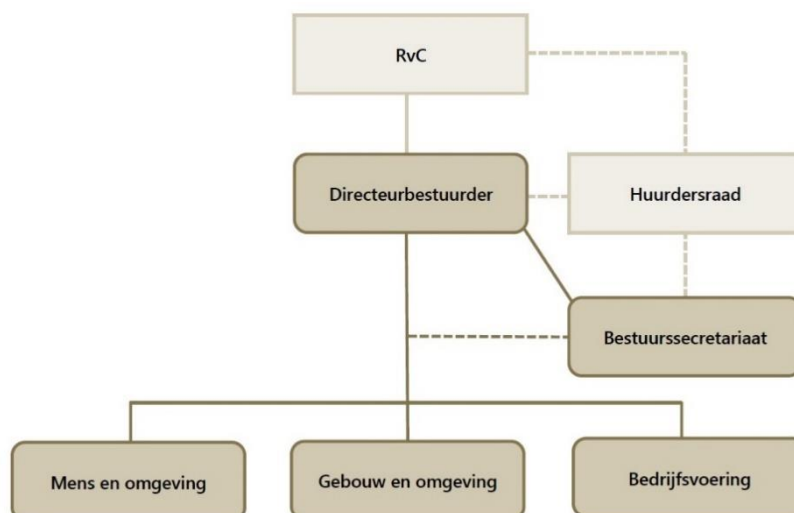 RvC
Directeurbestuurder
Huurdersraad
Bestuurssecretariaat
Mens en omgeving
Gebouw en omgeving
Bedrijfsvoering